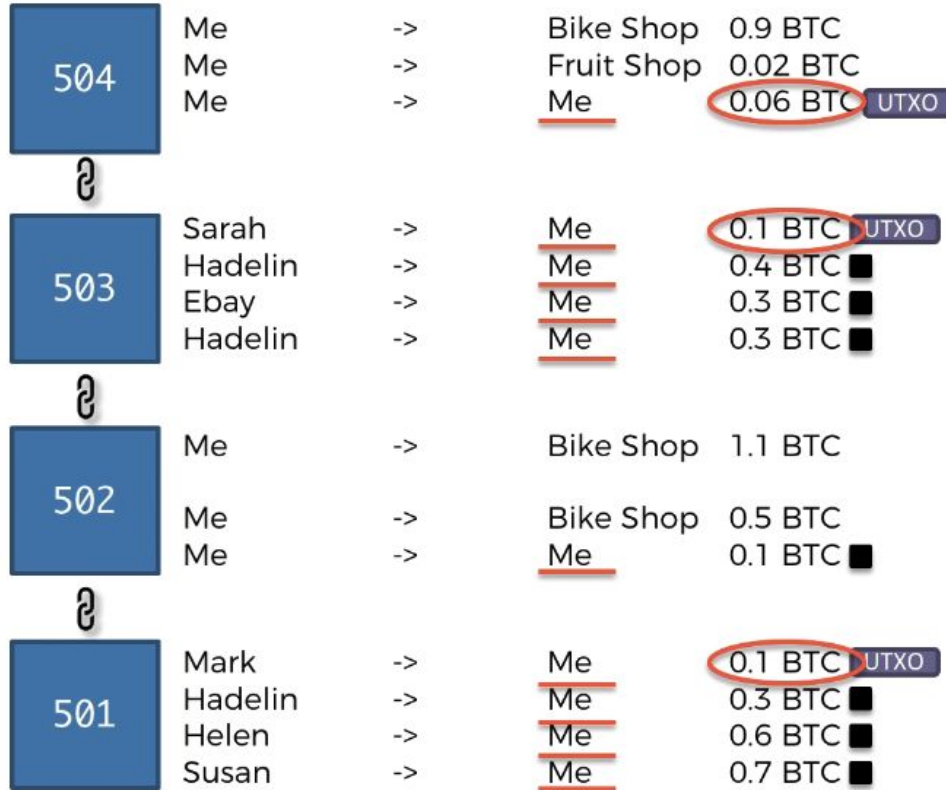 504
Me -> Bike Shop 0.9 BTC
Me -> Fruit Shop 0.02 BTC
Me -> Me 0.06 BTC UTXO
503
Sarah -> Me 0.1 BTC UTXO
Hadelin -> Me 0.4 BTC
Ebay -> Me 0.3 BTC
Hadelin -> Me 0.3 BTC
502
Me -> Bike Shop 1.1 BTC
Me -> Bike Shop 0.5 BTC
Me -> Me 0.1 BTC
501
Mark -> Me 0.1 BTC UTXO
Hadelin -> Me 0.3 BTC
Helen -> Me 0.6 BTC
Susan -> Me 0.7 BTC